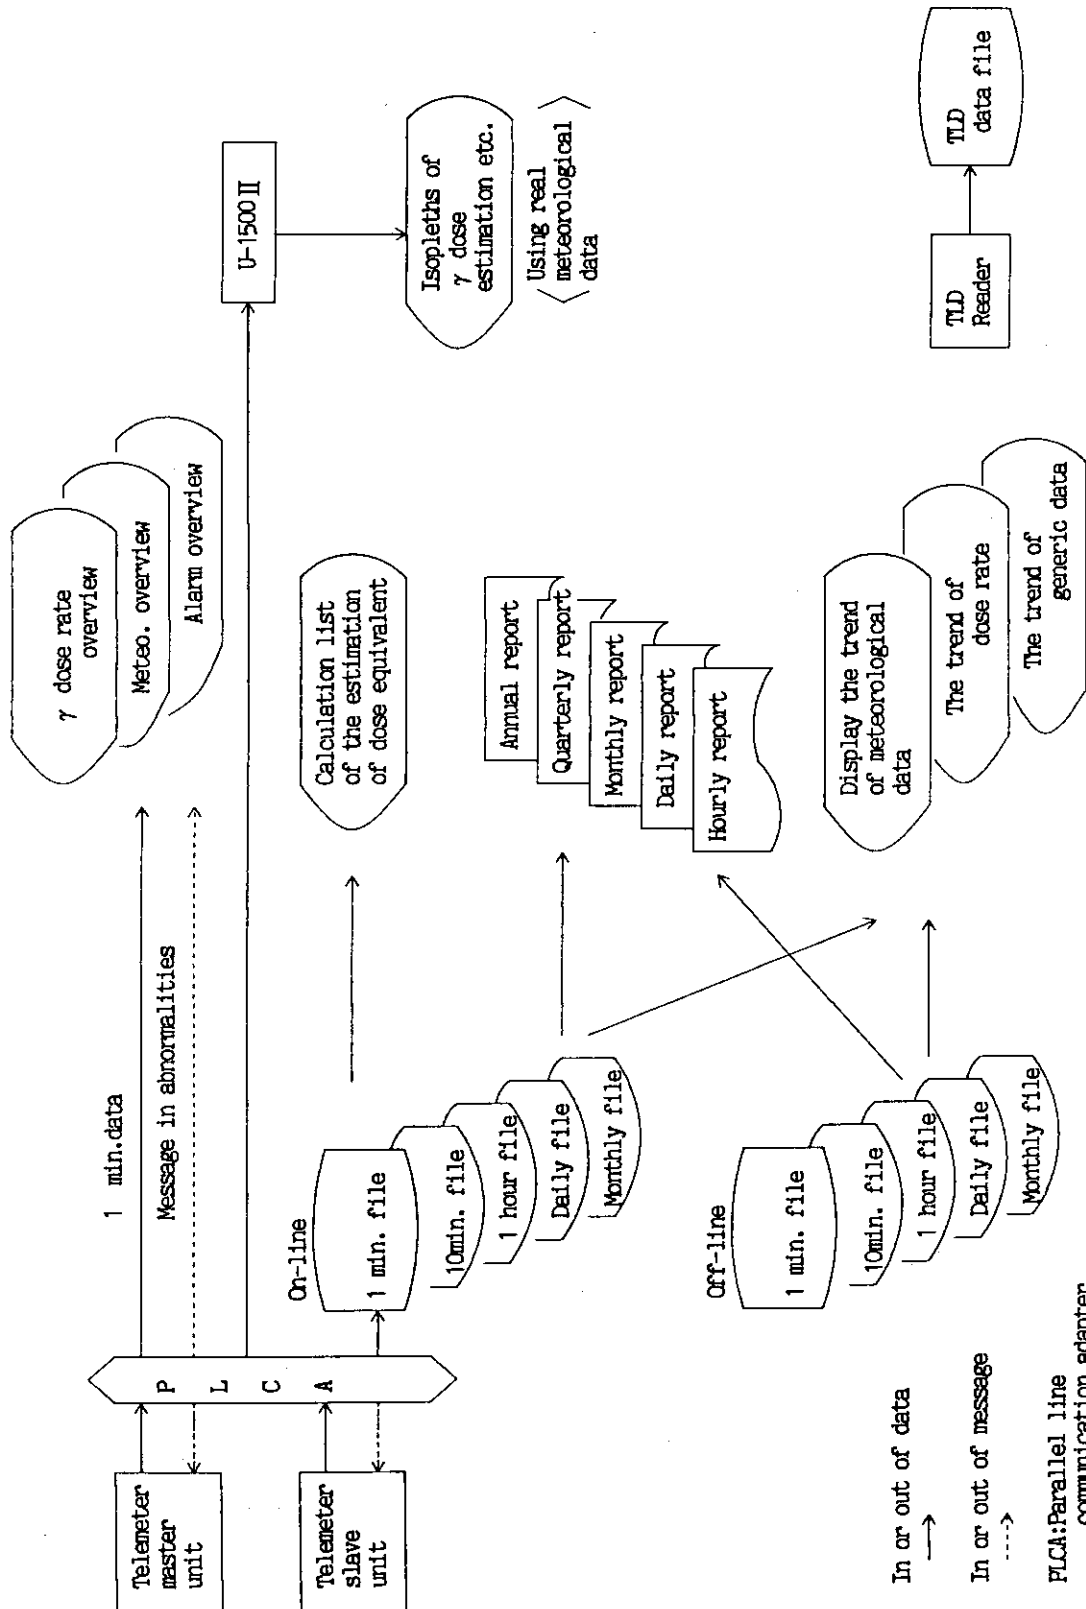 Telemeter
master
unit
Telemeter
slave
unit
P L C A
1 min.data
Message in abnormalities
γ dose rate
overview
Meteo. overview
Alarm overview
U-1500II
Isopleths of
γ dose
estimation etc.
Using real
meteorological
data
On-line
1 min. file
10min. file
1 hour file
Daily file
Monthly file
Calculation list
of the estimation
of dose equivalent
Annual report
Quarterly report
Monthly report
Daily report
Hourly report
Off-line
1 min. file
10min. file
1 hour file
Daily file
Monthly file
Display the trend
of meteorological
data
The trend of
dose rate
The trend of
generic data
TLD
Reader
TLD
data file
In or out of data
In or out of message
PLCA:Parallel line
communication adapter